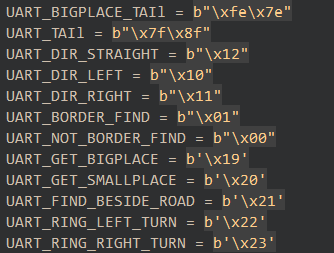 UART_BIGPLACE_TAIl = b"\xfe\x7e"
UART_TAIl = b"\x7f\x8f"
UART_DIR_STRAIGHT = b"\x12"
UART_DIR_LEFT = b"\x10"
UART_DIR_RIGHT = b"\x11"
UART_BORDER_FIND = b"\x01"
UART_NOT_BORDER_FIND = b"\x00"
UART_GET_BIGPLACE = b'\x19'
UART_GET_SMALLPLACE = b'\x20'
UART_FIND_BESIDE_ROAD = b'\x21'
UART_RING_LEFT_TURN = b'\x22'
UART_RING_RIGHT_TURN = b'\x23'